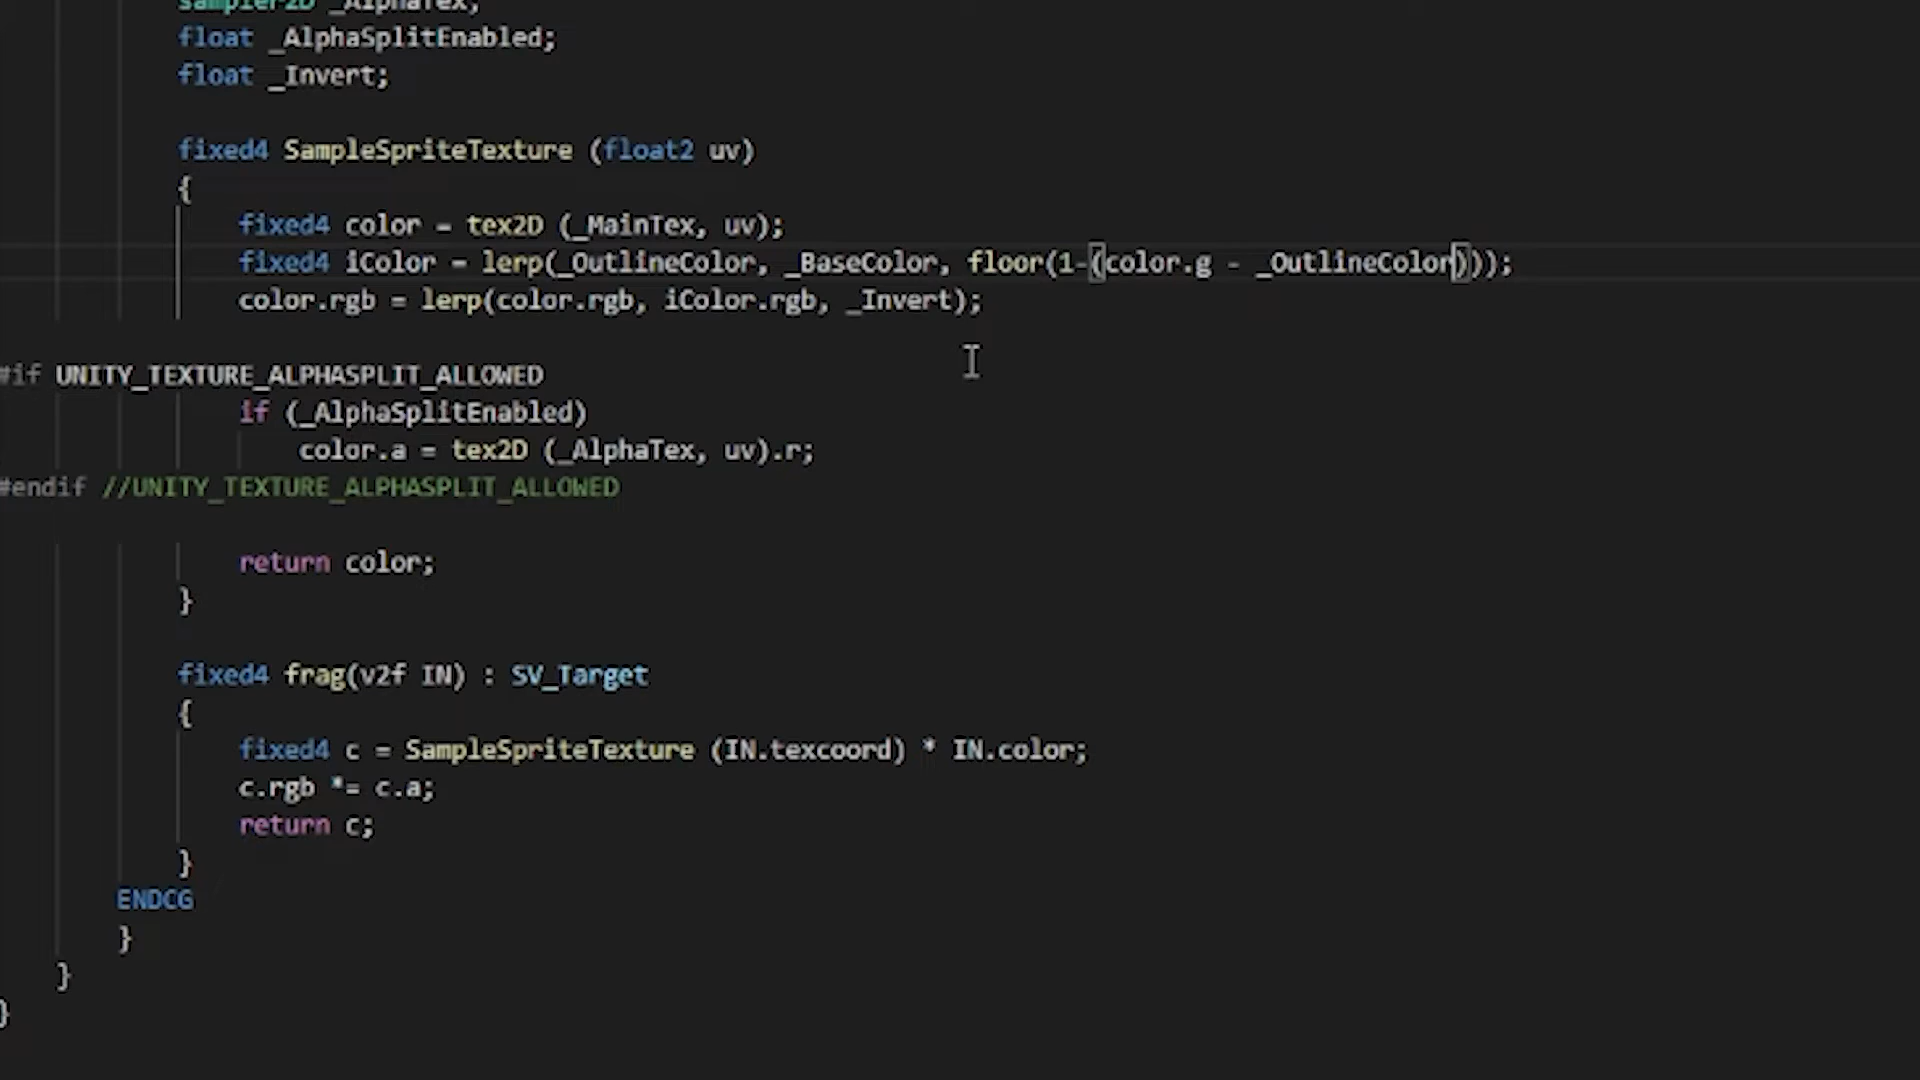 sampler2D _AlphaTex;
float _AlphaSplitEnabled;
float _Invert;
fixed4 SampleSpriteTexture (float2 uv)
{
fixed4 color = tex2D (_MainTex, uv);
fixed4 iColor = lerp(_OutlineColor, _BaseColor, floor(1-(color.g - _OutlineColor)));
color.rgb = lerp(color.rgb, iColor.rgb, _Invert);
#if UNITY_TEXTURE_ALPHASPLIT_ALLOWED
if (_AlphaSplitEnabled)
color.a = tex2D (_AlphaTex, uv).r;
#endif //UNITY_TEXTURE_ALPHASPLIT_ALLOWED
return color;
}
fixed4 frag(v2f IN) : SV_Target
{
fixed4 c = SampleSpriteTexture (IN.texcoord) * IN.color;
c.rgb *= c.a;
return c;
}
ENDCG
}
}
}